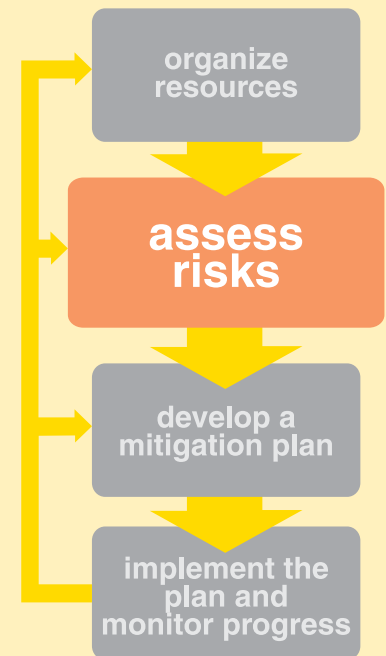 organize
resources
assess
risks
develop a
mitigation plan
implement the
plan and
monitor progress